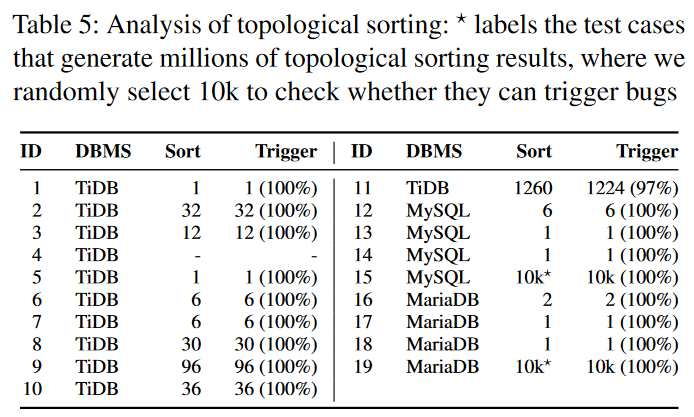 Table 5: Analysis of topological sorting: ⋆ labels the test cases
that generate millions of topological sorting results, where we
randomly select 10k to check whether they can trigger bugs
ID DBMS Sort Trigger ID DBMS Sort Trigger
1 TiDB 1 1 (100%) 11 TiDB 1260 1224 (97%)
2 TiDB 32 32 (100%) 12 MySQL 6 6 (100%)
3 TiDB 12 12 (100%) 13 MySQL 1 1 (100%)
4 TiDB - - 14 MySQL 1 1 (100%)
5 TiDB 1 1 (100%) 15 MySQL 10k⋆ 10k (100%)
6 TiDB 6 6 (100%) 16 MariaDB 2 2 (100%)
7 TiDB 6 6 (100%) 17 MariaDB 1 1 (100%)
8 TiDB 30 30 (100%) 18 MariaDB 1 1 (100%)
9 TiDB 96 96 (100%) 19 MariaDB 10k⋆ 10k (100%)
10 TiDB 36 36 (100%)